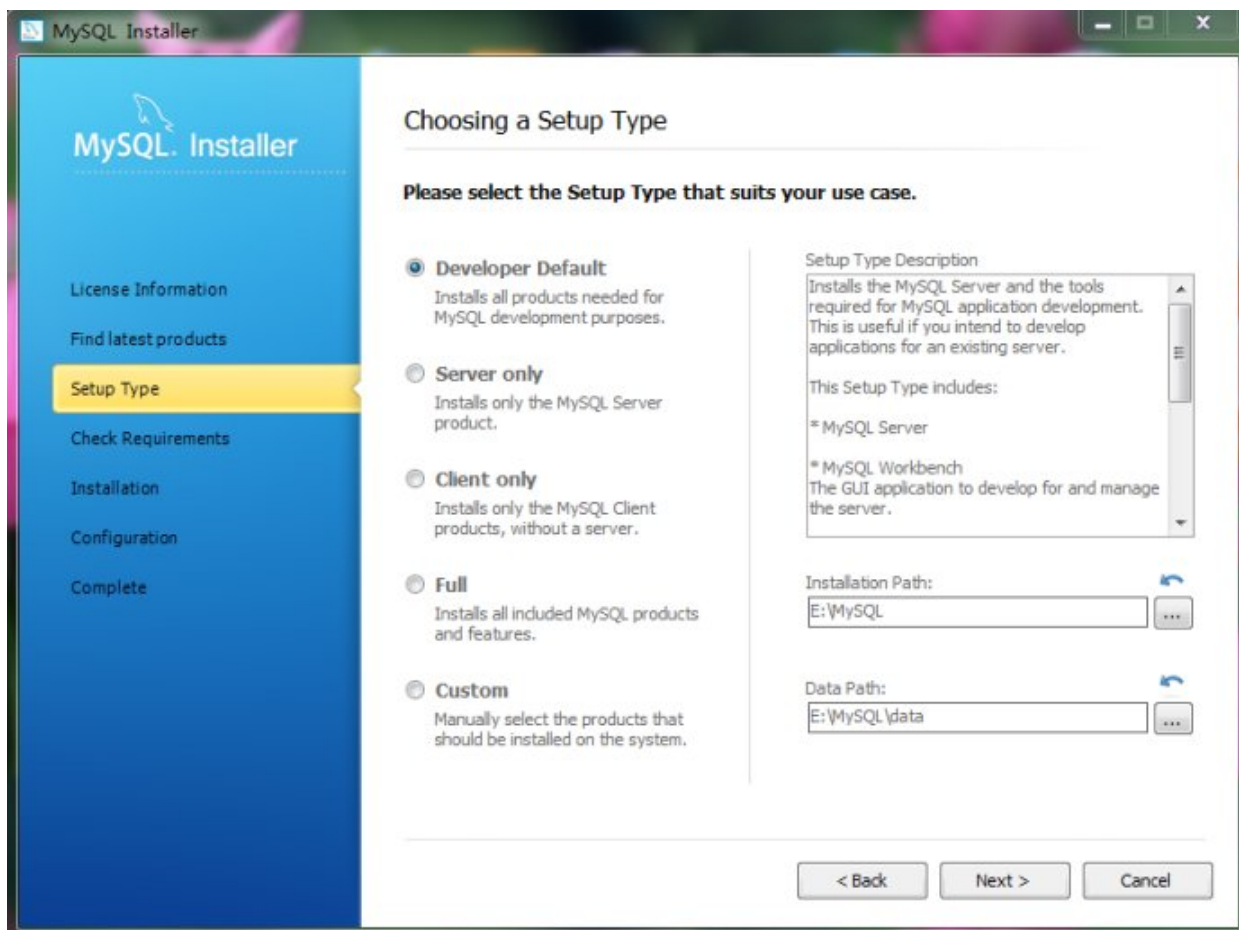 MySQL Installer
MySQL. Installer
License Information
Find latest products
Setup Type
Check Requirements
Installation
Configuration
Complete
Choosing a Setup Type
Please select the Setup Type that suits your use case.
Developer Default
Installs all products needed for
MySQL development purposes.
Server only
Installs only the MySQL Server
product.
Client only
Installs only the MySQL Client
products, without a server.
Full
Installs all included MySQL products
and features.
Custom
Manually select the products that
should be installed on the system.
Setup Type Description
Installs the MySQL Server and the tools
required for MySQL application development.
This is useful if you intend to develop
applications for an existing server.
This Setup Type includes:
* MySQL Server
* MySQL Workbench
The GUI application to develop for and manage
the server.
Installation Path:
E:\MySQL
...
Data Path:
E:\MySQL\data
...
< Back
Next >
Cancel